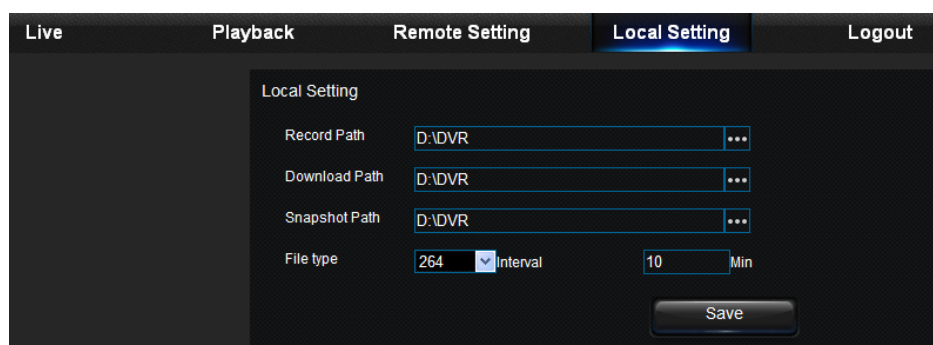 Live Playback Remote Setting Local Setting Logout
Local Setting
Record Path D:\DVR •••
Download Path D:\DVR •••
Snapshot Path D:\DVR •••
File type 264 Interval 10 Min
Save